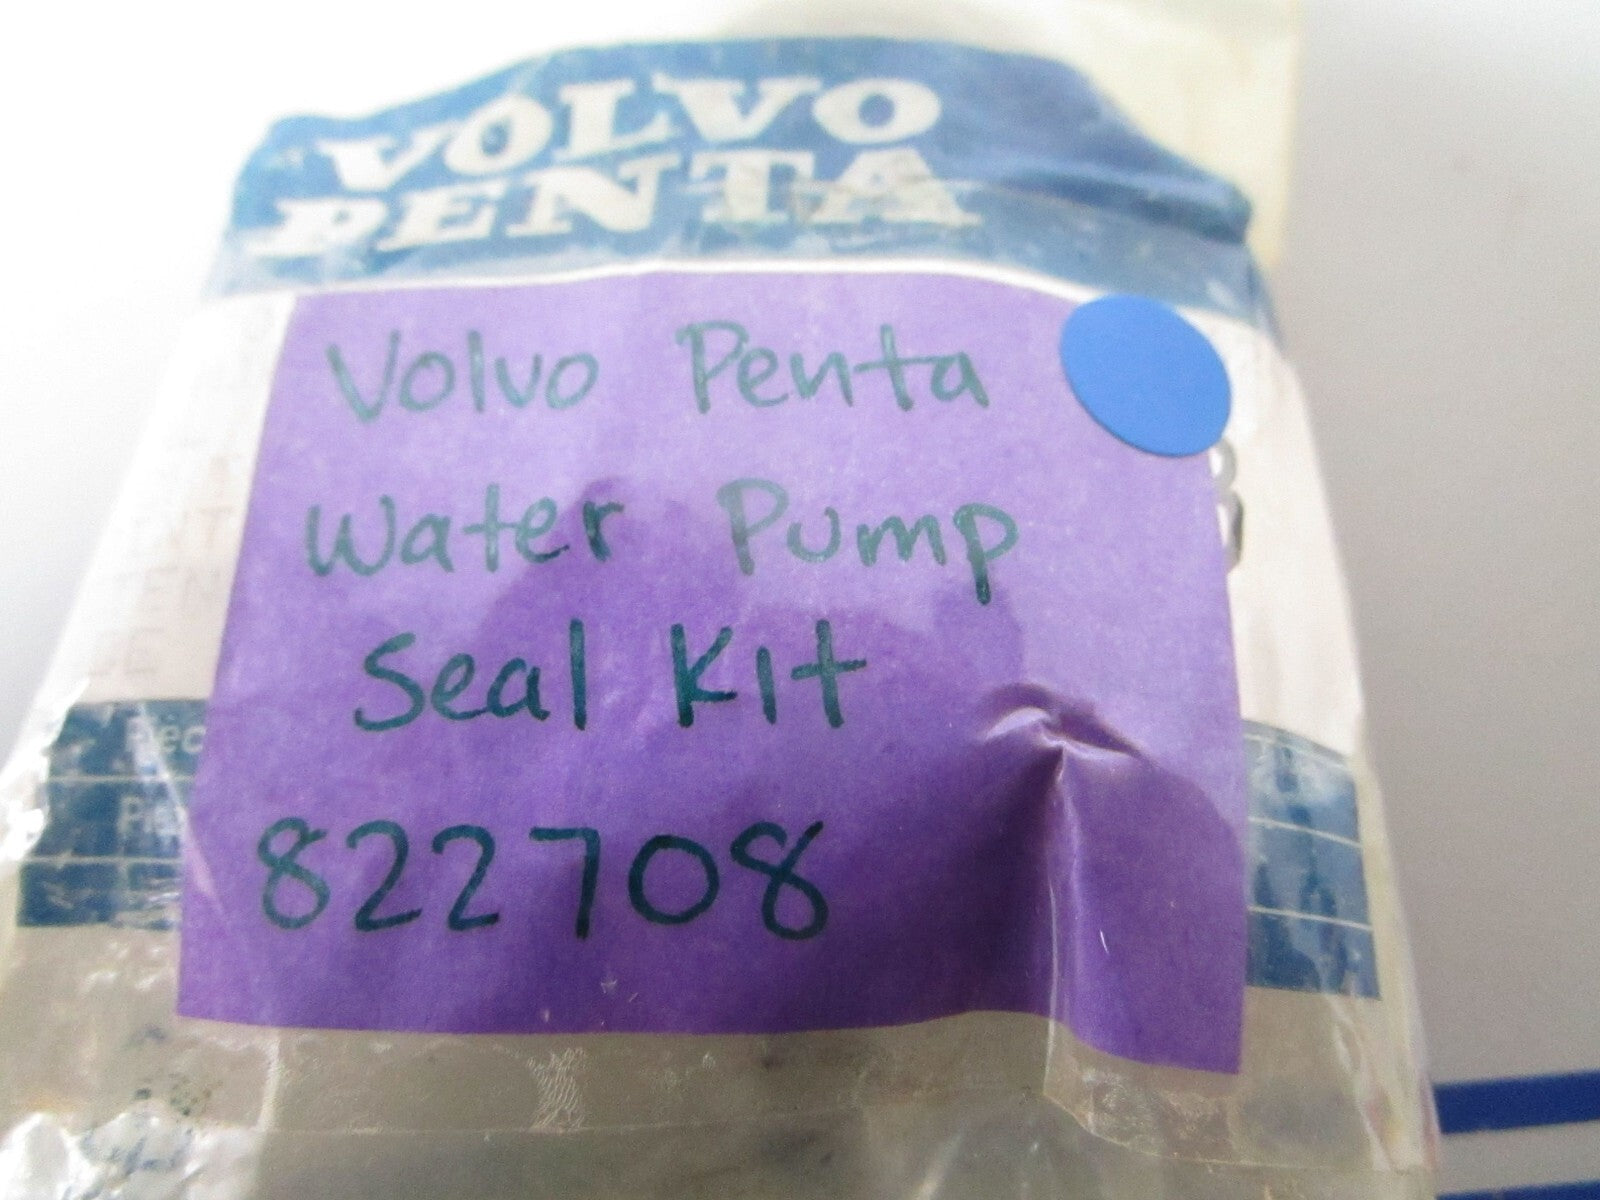 VOLVO
PENTA
Volvo Penta
Water Pump
Seal Kit
822708